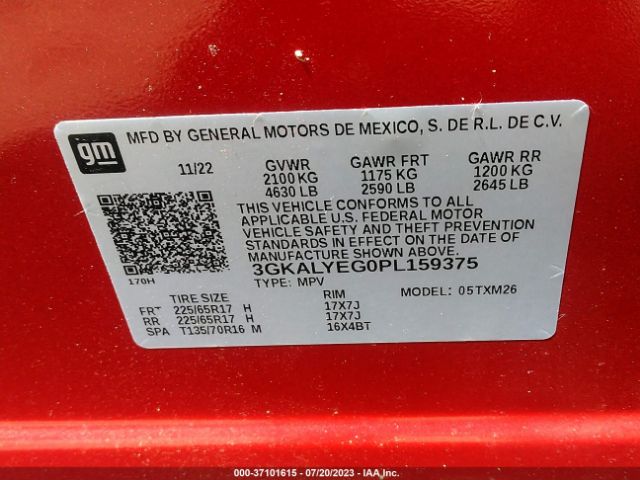 gm
MFD BY GENERAL MOTORS DE MEXICO, S. DE R.L. DE C.V.
11/22 GVWR GAWR FRT GAWR RR
2100 KG 1175 KG 1200 KG
4630 LB 2590 LB 2645 LB
THIS VEHICLE CONFORMS TO ALL
APPLICABLE U.S. FEDERAL MOTOR
VEHICLE SAFETY AND THEFT PREVENTION
STANDARDS IN EFFECT ON THE DATE OF
MANUFACTURE SHOWN ABOVE.
3GKALYEG0PL159375
170H
TYPE: MPV MODEL: 05TXM26
TIRE SIZE RIM
FRT 225/65R17 H 17X7J
RR 225/65R17 H 17X7J
SPA T135/70R16 M 16X4BT
000-37101615 - 07/20/2023 - IAA Inc.